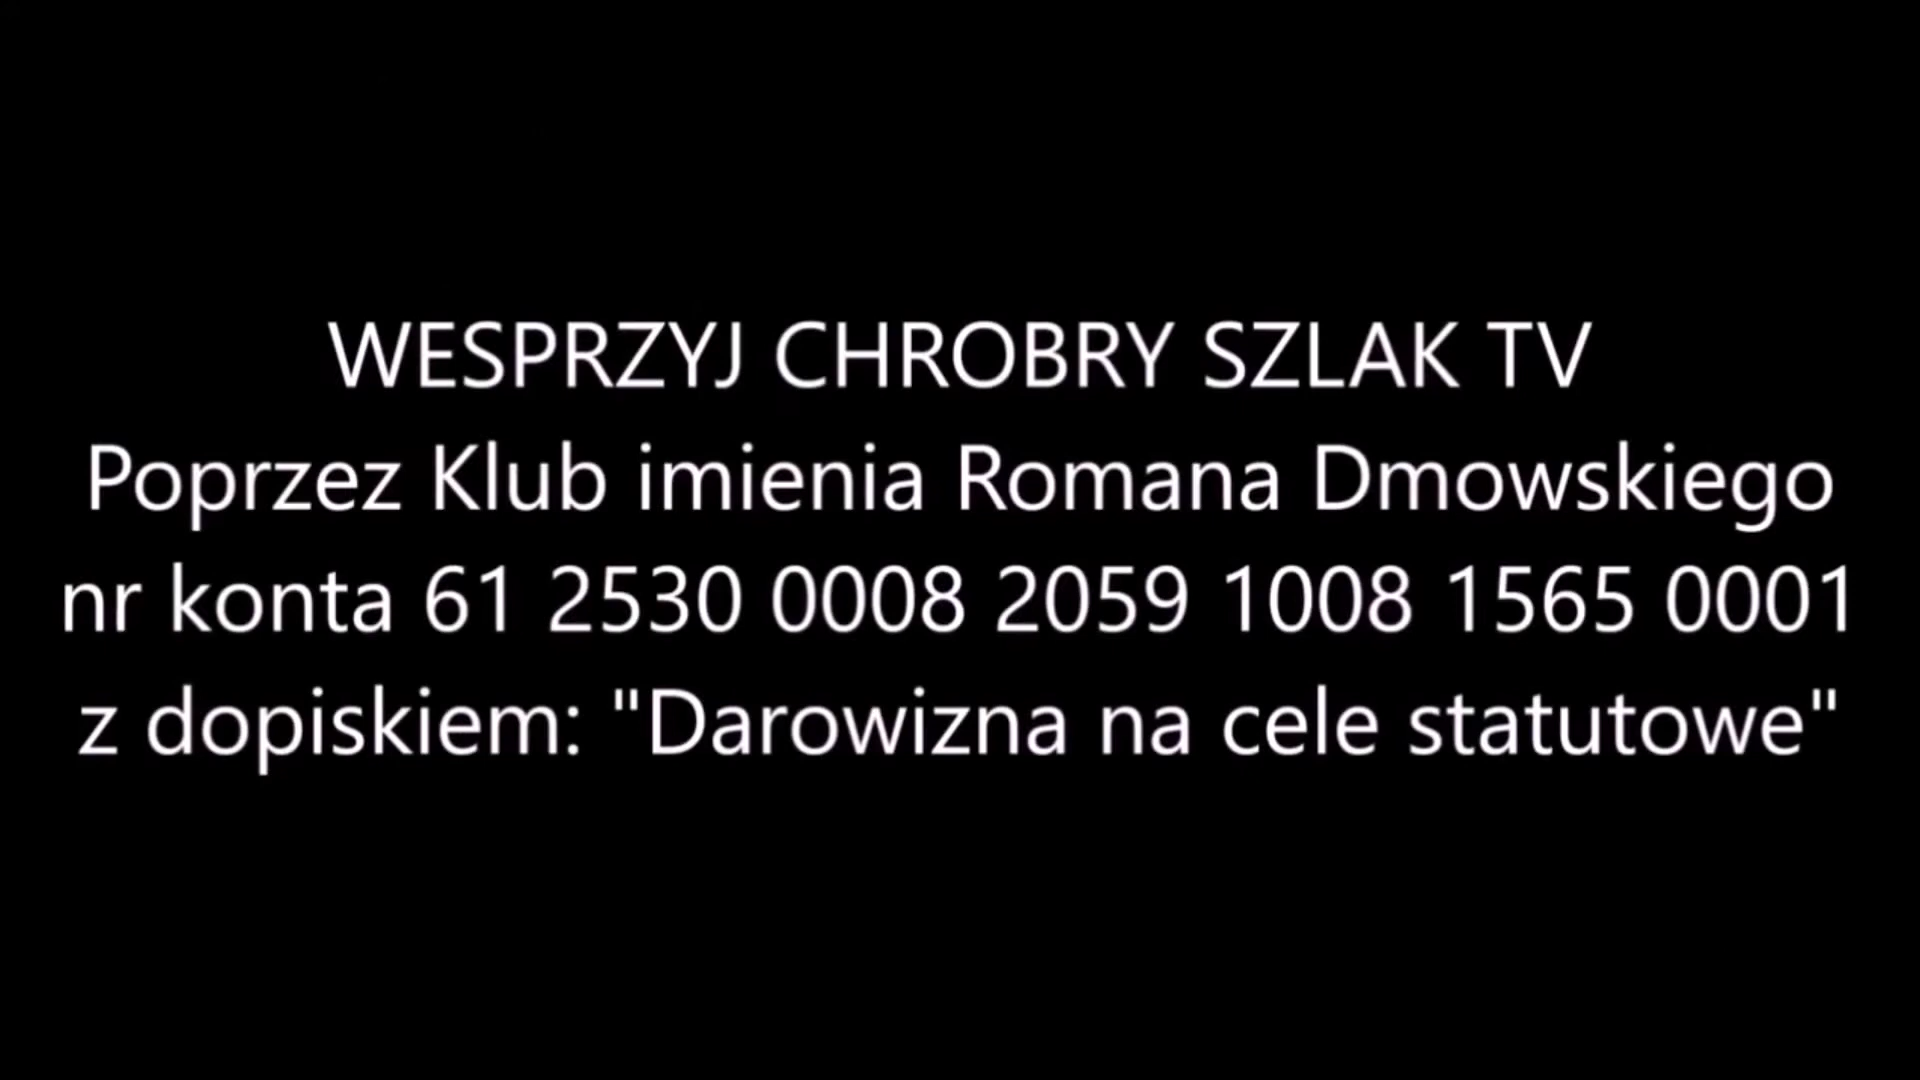 WESPRZYJ CHROBRY SZLAK TV
Poprzez Klub imienia Romana Dmowskiego
nr konta 61 2530 0008 2059 1008 1565 0001
z dopiskiem: "Darowizna na cele statutowe"